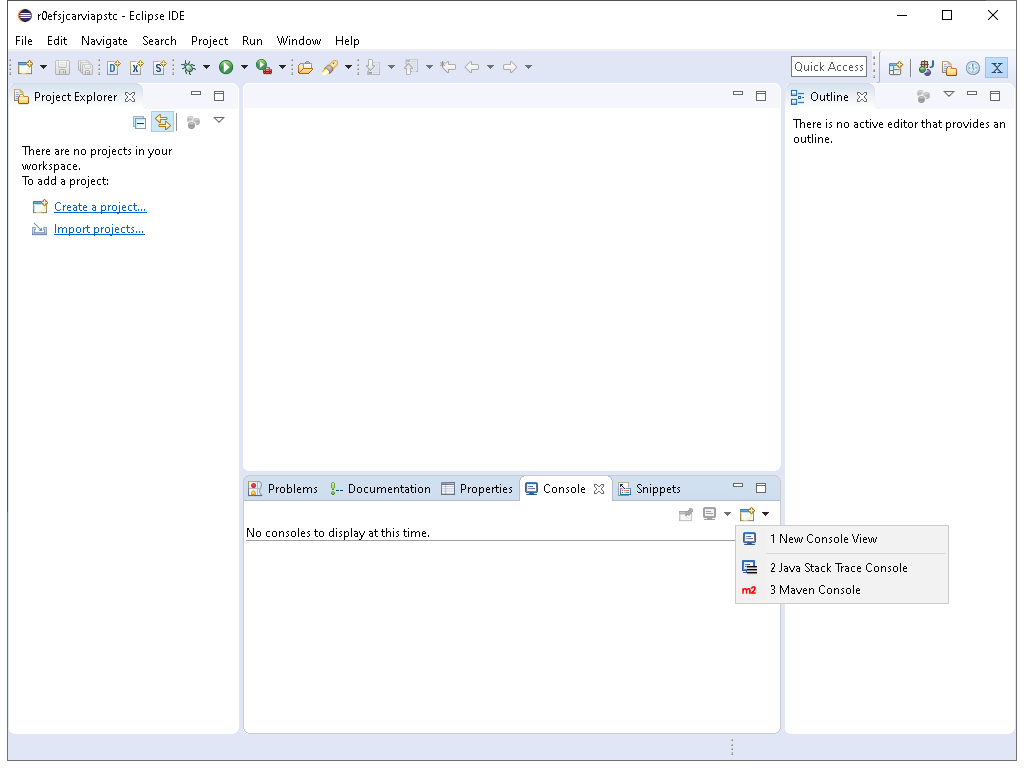 r0efsjcarviapstc - Eclipse IDE
File Edit Navigate Search Project Run Window Help
Quick Access
Project Explorer
Outline
There are no projects in your
workspace.
To add a project:
Create a project...
Import projects...
There is no active editor that provides an
outline.
Problems Documentation Properties Console Snippets
No consoles to display at this time.
1 New Console View
2 Java Stack Trace Console
m2 3 Maven Console